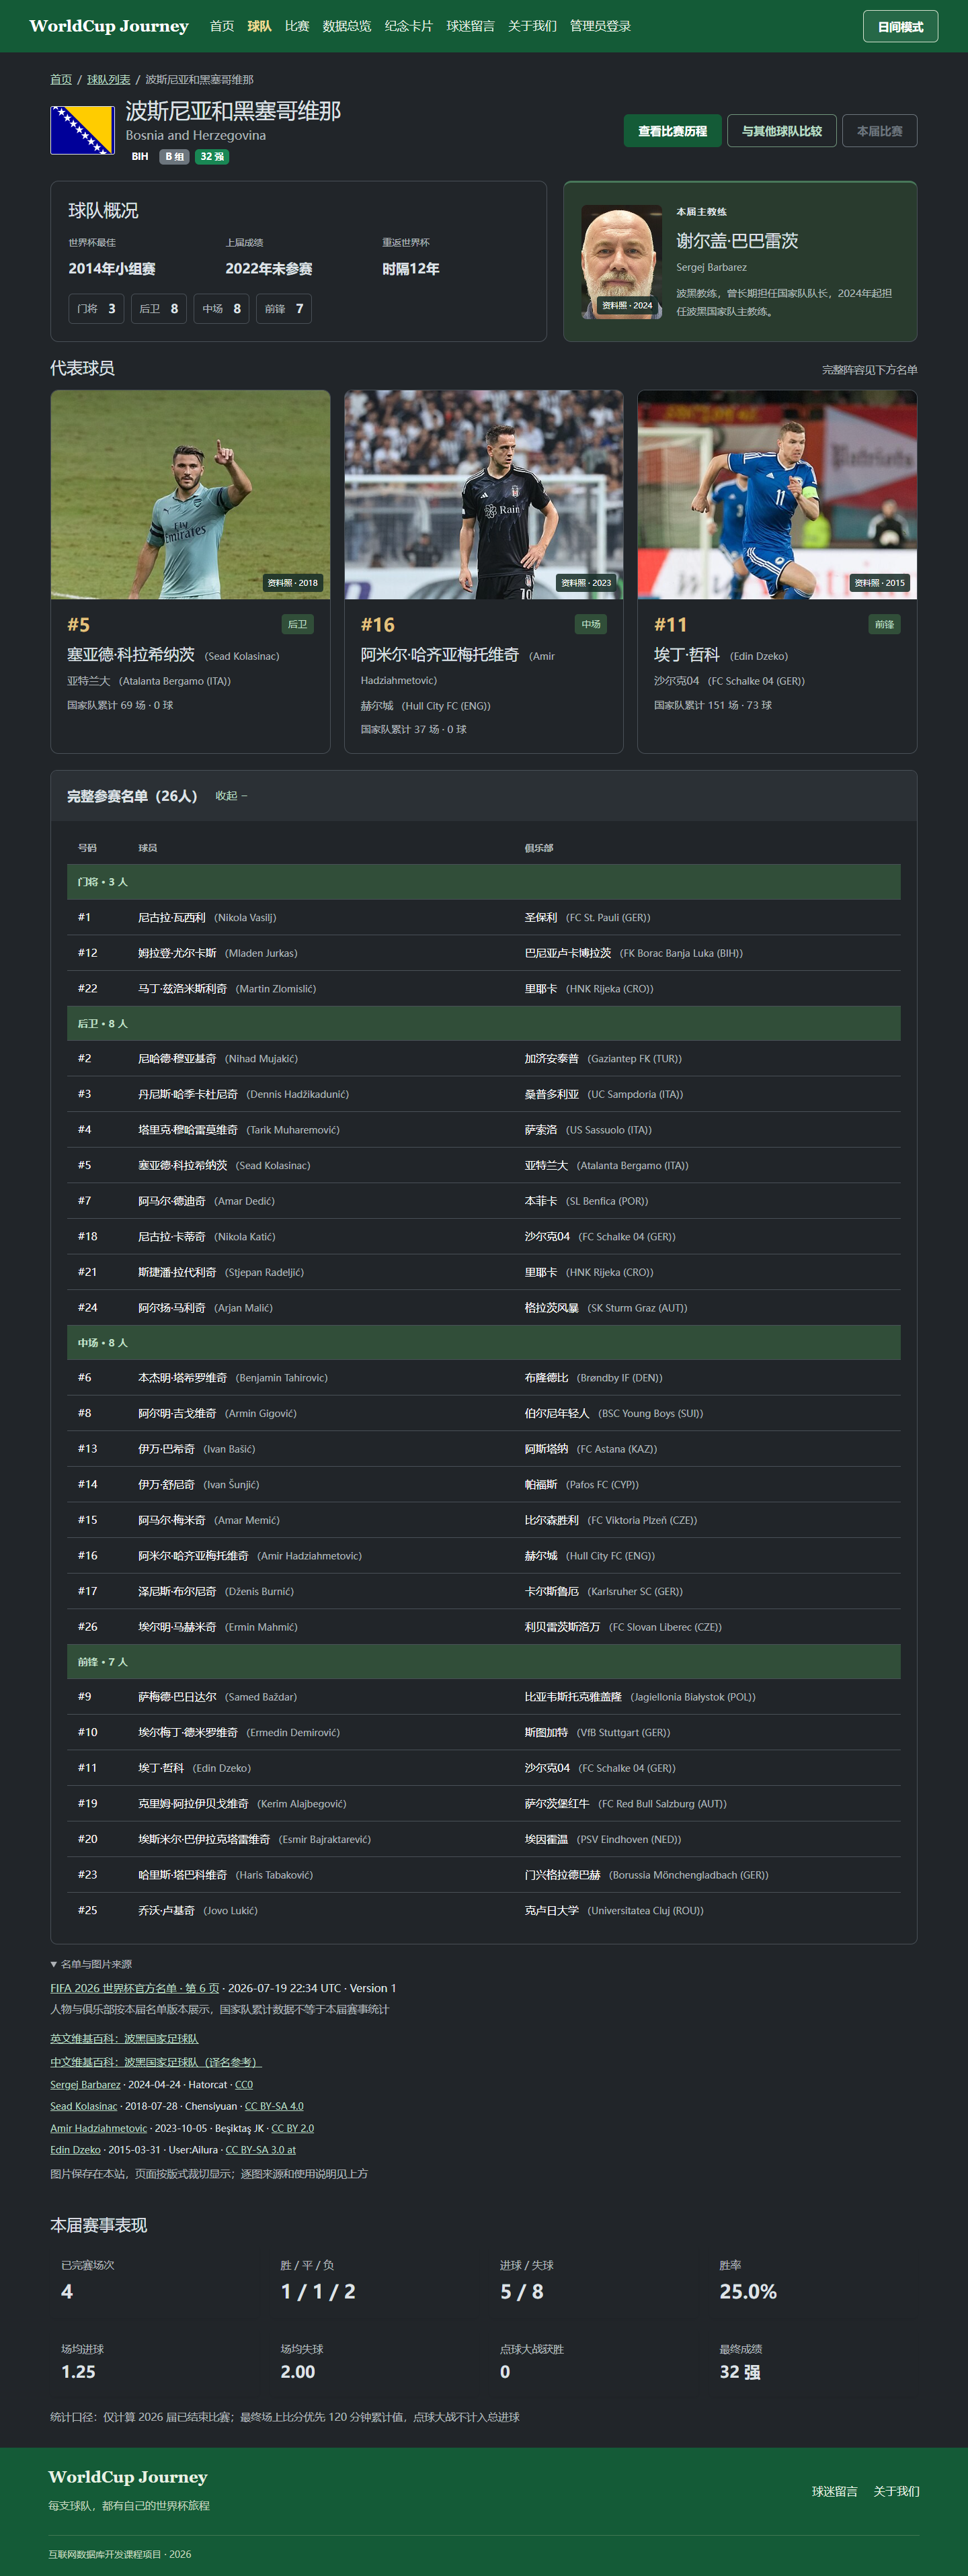 WorldCup Journey 首页 球队 比赛 数据总览 纪念卡片 球迷留言 关于我们 管理员登录 日间模式
首页 / 球队列表 / 波斯尼亚和黑塞哥维那
波斯尼亚和黑塞哥维那
Bosnia and Herzegovina
BIH B 组 32 强
查看比赛历程 与其他球队比较 本届比赛
球队概况
世界杯最佳 上届成绩 重返世界杯
2014年小组赛 2022年未参赛 时隔12年
门将 3 后卫 8 中场 8 前锋 7
资料照 · 2024
本届主教练
谢尔盖·巴巴雷茨
Sergej Barbarez
波黑教练，曾长期担任国家队队长，2024年起担
任波黑国家队主教练。
代表球员 完整阵容见下方名单
Fly Emirates
资料照 · 2018
#5 后卫
塞亚德·科拉希纳茨 （Sead Kolasinac）
亚特兰大 （Atalanta Bergamo (ITA)）
国家队累计 69 场 · 0 球
Rain
资料照 · 2023
#16 中场
阿米尔·哈齐亚梅托维奇 （Amir
Hadziahmetovic）
赫尔城 （Hull City FC (ENG)）
国家队累计 37 场 · 0 球
11
资料照 · 2015
#11 前锋
埃丁·哲科 （Edin Dzeko）
沙尔克04 （FC Schalke 04 (GER)）
国家队累计 151 场 · 73 球
完整参赛名单（26人） 收起 −
号码 球员 俱乐部
门将 • 3 人
#1 尼古拉·瓦西利 （Nikola Vasilj） 圣保利 （FC St. Pauli (GER)）
#12 姆拉登·尤尔卡斯 （Mladen Jurkas） 巴尼亚卢卡博拉茨 （FK Borac Banja Luka (BIH)）
#22 马丁·兹洛米斯利奇 （Martin Zlomislić） 里耶卡 （HNK Rijeka (CRO)）
后卫 • 8 人
#2 尼哈德·穆亚基奇 （Nihad Mujakić） 加济安泰普 （Gaziantep FK (TUR)）
#3 丹尼斯·哈季卡杜尼奇 （Dennis Hadžikadunić） 桑普多利亚 （UC Sampdoria (ITA)）
#4 塔里克·穆哈雷莫维奇 （Tarik Muharemović） 萨索洛 （US Sassuolo (ITA)）
#5 塞亚德·科拉希纳茨 （Sead Kolasinac） 亚特兰大 （Atalanta Bergamo (ITA)）
#7 阿马尔·德迪奇 （Amar Dedić） 本菲卡 （SL Benfica (POR)）
#18 尼古拉·卡蒂奇 （Nikola Katić） 沙尔克04 （FC Schalke 04 (GER)）
#21 斯捷潘·拉代利奇 （Stjepan Radeljić） 里耶卡 （HNK Rijeka (CRO)）
#24 阿尔扬·马利奇 （Arjan Malić） 格拉茨风暴 （SK Sturm Graz (AUT)）
中场 • 8 人
#6 本杰明·塔希罗维奇 （Benjamin Tahirovic） 布隆德比 （Brøndby IF (DEN)）
#8 阿尔明·吉戈维奇 （Armin Gigović） 伯尔尼年轻人 （BSC Young Boys (SUI)）
#13 伊万·巴希奇 （Ivan Bašić） 阿斯塔纳 （FC Astana (KAZ)）
#14 伊万·舒尼奇 （Ivan Šunjić） 帕福斯 （Pafos FC (CYP)）
#15 阿马尔·梅米奇 （Amar Memić） 比尔森胜利 （FC Viktoria Plzeň (CZE)）
#16 阿米尔·哈齐亚梅托维奇 （Amir Hadziahmetovic） 赫尔城 （Hull City FC (ENG)）
#17 泽尼斯·布尔尼奇 （Dženis Burnić） 卡尔斯鲁厄 （Karlsruher SC (GER)）
#26 埃尔明·马赫米奇 （Ermin Mahmić） 利贝雷茨斯洛万 （FC Slovan Liberec (CZE)）
前锋 • 7 人
#9 萨梅德·巴日达尔 （Samed Baždar） 比亚韦斯托克雅盖隆 （Jagiellonia Białystok (POL)）
#10 埃尔梅丁·德米罗维奇 （Ermedin Demirović） 斯图加特 （VfB Stuttgart (GER)）
#11 埃丁·哲科 （Edin Dzeko） 沙尔克04 （FC Schalke 04 (GER)）
#19 克里姆·阿拉伊贝戈维奇 （Kerim Alajbegović） 萨尔茨堡红牛 （FC Red Bull Salzburg (AUT)）
#20 埃斯米尔·巴伊拉克塔雷维奇 （Esmir Bajraktarević） 埃因霍温 （PSV Eindhoven (NED)）
#23 哈里斯·塔巴科维奇 （Haris Tabaković） 门兴格拉德巴赫 （Borussia Mönchengladbach (GER)）
#25 乔沃·卢基奇 （Jovo Lukić） 克卢日大学 （Universitatea Cluj (ROU)）
▼ 名单与图片来源
FIFA 2026 世界杯官方名单 · 第 6 页 · 2026-07-19 22:34 UTC · Version 1
人物与俱乐部按本届名单版本展示，国家队累计数据不等于本届赛事统计
英文维基百科：波黑国家足球队
中文维基百科：波黑国家足球队（译名参考）
Sergej Barbarez · 2024-04-24 · Hatorcat · CC0
Sead Kolasinac · 2018-07-28 · Chensiyuan · CC BY-SA 4.0
Amir Hadziahmetovic · 2023-10-05 · Beşiktaş JK · CC BY 2.0
Edin Dzeko · 2015-03-31 · User:Ailura · CC BY-SA 3.0 at
图片保存在本站，页面按版式裁切显示；逐图来源和使用说明见上方
本届赛事表现
已完赛场次 胜 / 平 / 负 进球 / 失球 胜率
4 1 / 1 / 2 5 / 8 25.0%
场均进球 场均失球 点球大战获胜 最终成绩
1.25 2.00 0 32 强
统计口径：仅计算 2026 届已结束比赛；最终场上比分优先 120 分钟累计值，点球大战不计入总进球
WorldCup Journey
每支球队，都有自己的世界杯旅程
球迷留言 关于我们
互联网数据库开发课程项目 · 2026